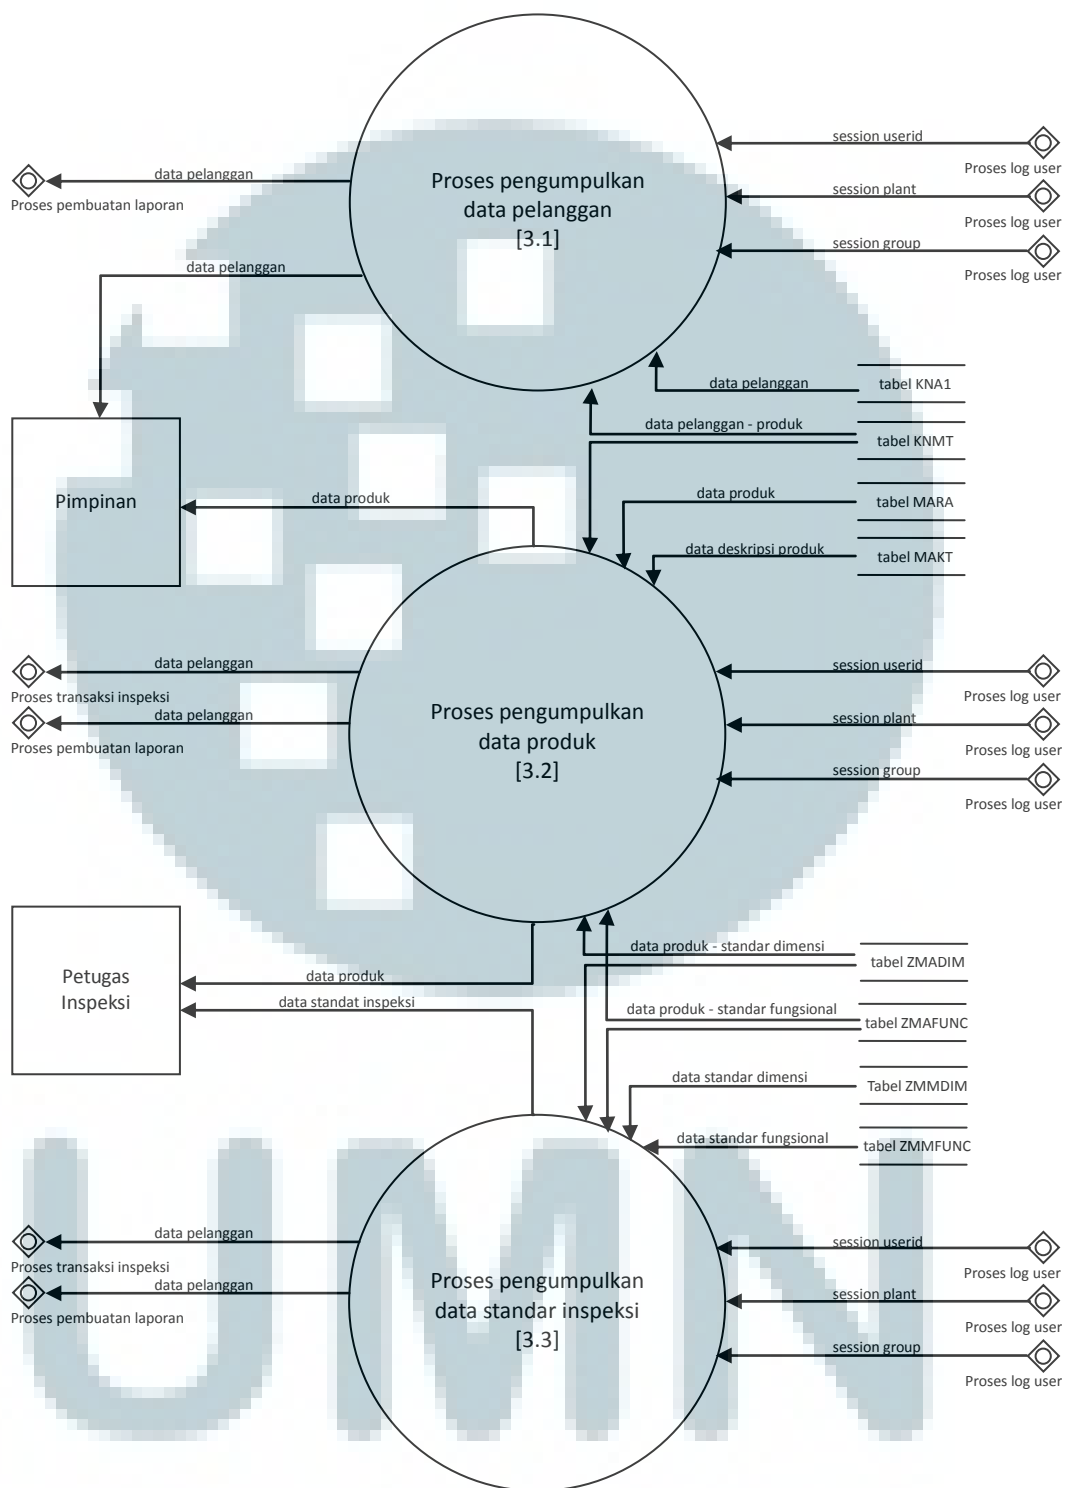 session userid
Proses log user
data pelanggan
Proses pembuatan laporan
Proses pengumpulkan
data pelanggan
[3.1]
session plant
Proses log user
session group
Proses log user
data pelanggan
data pelanggan
tabel KNA1
data pelanggan - produk
tabel KNMT
Pimpinan
data produk
data produk
tabel MARA
data deskripsi produk
tabel MAKT
data pelanggan
Proses transaksi inspeksi
data pelanggan
Proses pembuatan laporan
Proses pengumpulkan
data produk
[3.2]
session userid
Proses log user
session plant
Proses log user
session group
Proses log user
Petugas
Inspeksi
data produk
data standat inspeksi
data produk - standar dimensi
tabel ZMADIM
data produk - standar fungsional
tabel ZMAFUNC
data standar dimensi
Tabel ZMMDIM
data standar fungsional
tabel ZMMFUNC
data pelanggan
Proses transaksi inspeksi
data pelanggan
Proses pembuatan laporan
Proses pengumpulkan
data standar inspeksi
[3.3]
session userid
Proses log user
session plant
Proses log user
session group
Proses log user
UMN